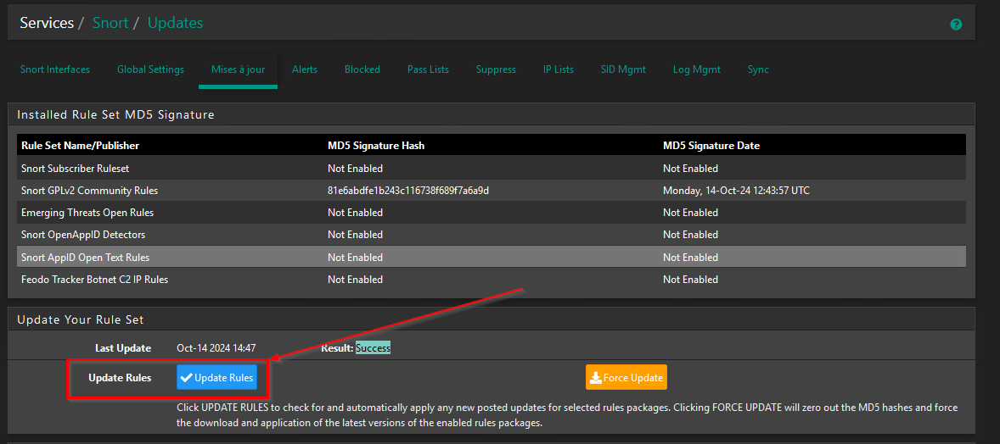 Services / Snort / Updates
Snort Interfaces Global Settings Mises à jour Alerts Blocked Pass Lists Suppress IP Lists SID Mgmt Log Mgmt Sync
Installed Rule Set MD5 Signature
Rule Set Name/Publisher MD5 Signature Hash MD5 Signature Date
Snort Subscriber Ruleset Not Enabled Not Enabled
Snort GPLv2 Community Rules 81e6abdfe1b243c116738f689f7a6a9d Monday, 14-Oct-24 12:43:57 UTC
Emerging Threats Open Rules Not Enabled Not Enabled
Snort OpenAppID Detectors Not Enabled Not Enabled
Snort AppID Open Text Rules Not Enabled Not Enabled
Feodo Tracker Botnet C2 IP Rules Not Enabled Not Enabled
Update Your Rule Set
Last Update Oct-14 2024 14:47 Result: Success
Update Rules Update Rules Force Update
Click UPDATE RULES to check for and automatically apply any new posted updates for selected rules packages. Clicking FORCE UPDATE will zero out the MD5 hashes and force
the download and application of the latest versions of the enabled rules packages.